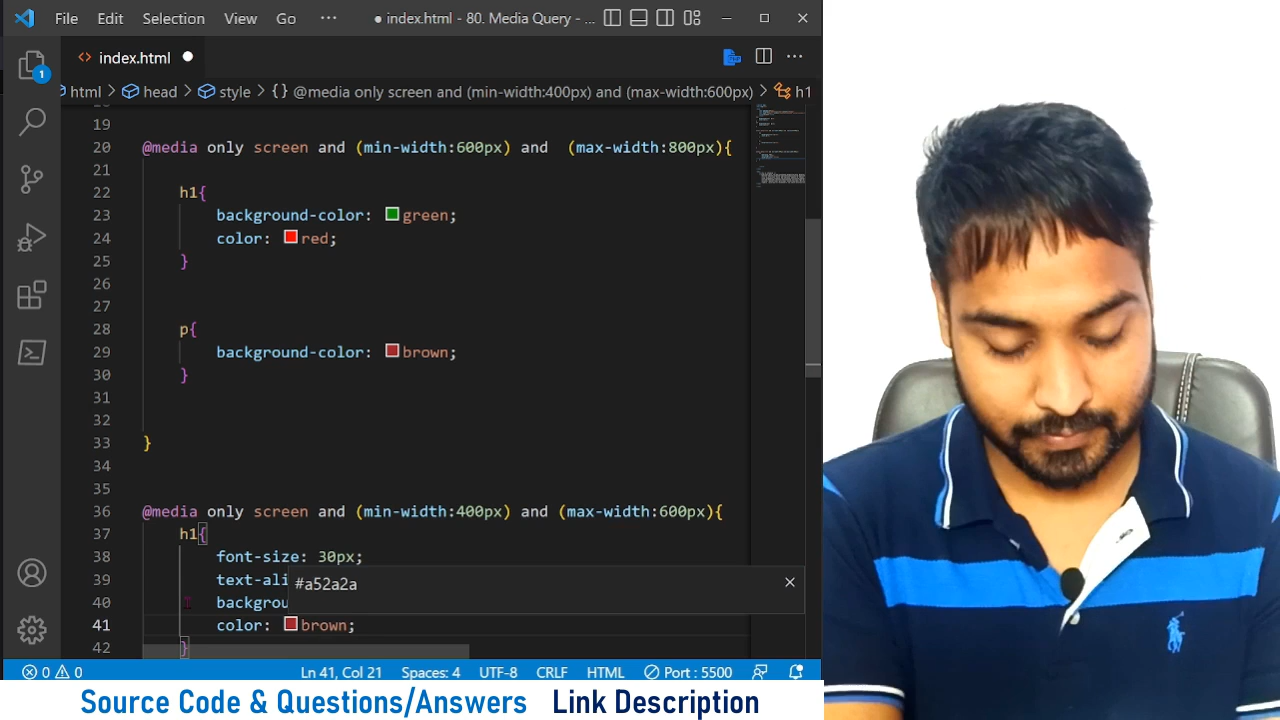 File Edit Selection View Go ··· ● index.html - 80. Media Query - ...
index.html ●
html > head > style > {} @media only screen and (min-width:400px) and (max-width:600px) > h1
19
20 @media only screen and (min-width:600px) and (max-width:800px){
21
22 h1{
23 background-color: green;
24 color: red;
25 }
26
27
28 p{
29 background-color: brown;
30 }
31
32
33 }
34
35
36 @media only screen and (min-width:400px) and (max-width:600px){
37 h1{
38 font-size: 30px;
39 text-ali
#a52a2a
40 backgrou
41 color: brown;
42 }
1
0 0 Ln 41, Col 21 Spaces: 4 UTF-8 CRLF HTML Port : 5500
Source Code & Questions/Answers Link Description